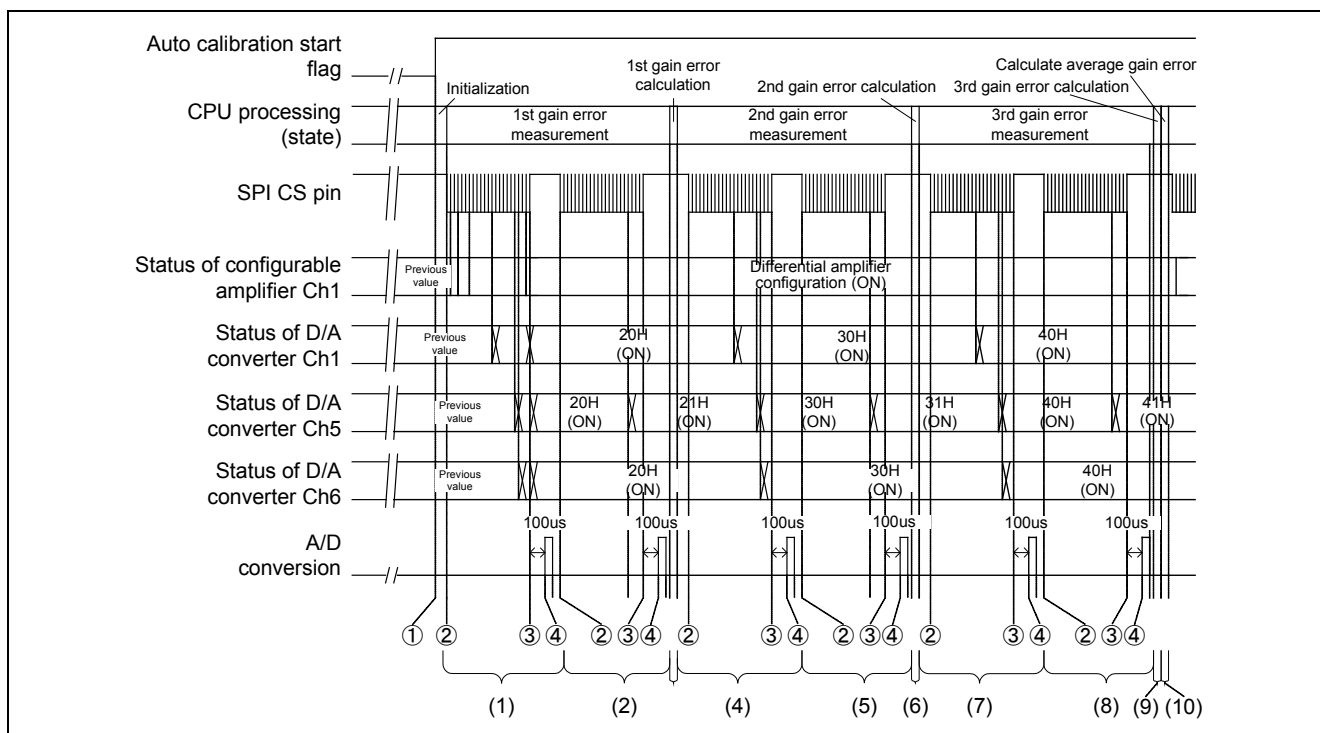 Auto calibration start
flag
Calculate average gain error
1st gain error
calculation
2nd gain error calculation
3rd gain error calculation
Initialization
CPU processing
(state)
1st gain error
measurement
2nd gain error
measurement
3rd gain error
measurement
SPI CS pin
Status of configurable
amplifier Ch1
Previous
value
Differential amplifier
configuration (ON)
Status of D/A
converter Ch1
Previous
value
20H
(ON)
30H
(ON)
40H
(ON)
Status of D/A
converter Ch5
Previous
value
20H
(ON)
21H
(ON)
30H
(ON)
31H
(ON)
40H
(ON)
41H
(ON)
Status of D/A
converter Ch6
Previous
value
20H
(ON)
30H
(ON)
40H
(ON)
A/D
conversion
100us 100us 100us 100us 100us 100us
① ② ③ ④ ② ③ ④ ② ③ ④ ② ③ ④ ② ③ ④ ② ③ ④
(1) (2) (4) (5) (6) (7) (8) (9) (10)